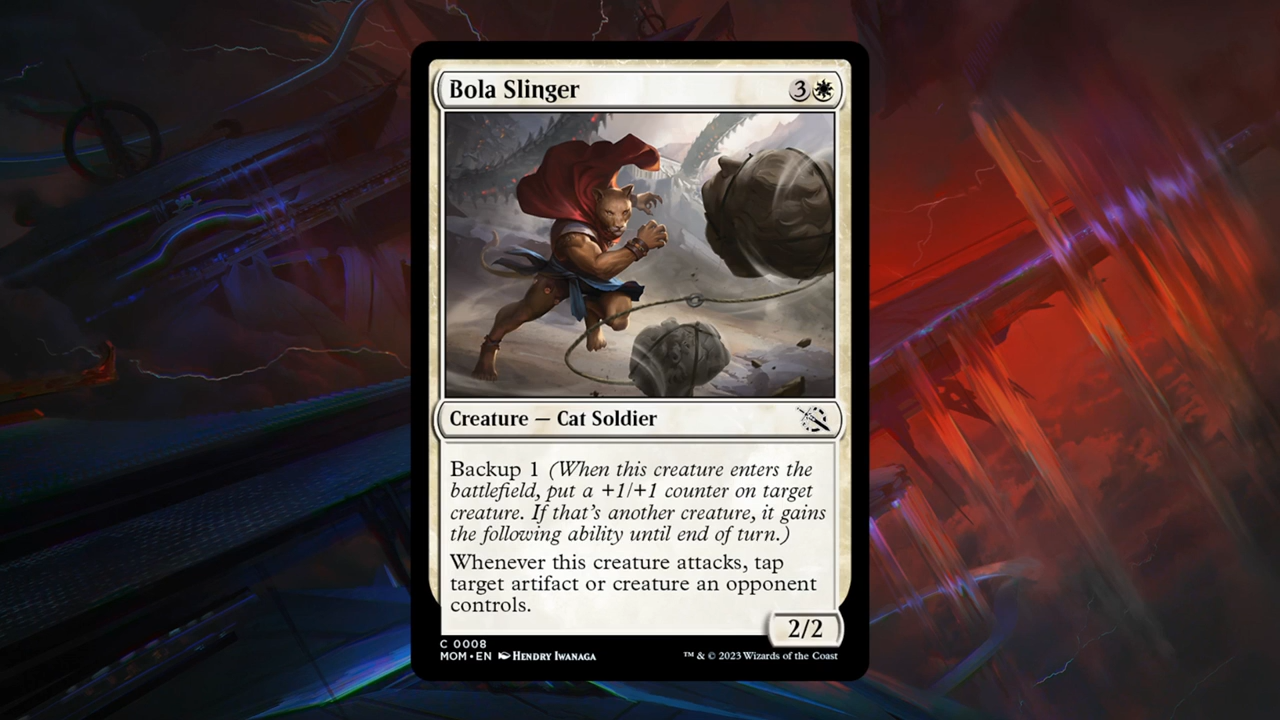 Bola Slinger 3
Creature — Cat Soldier
Backup 1 (When this creature enters the
battlefield, put a +1/+1 counter on target
creature. If that's another creature, it gains
the following ability until end of turn.)
Whenever this creature attacks, tap
target artifact or creature an opponent
controls.
2/2
C 0008
MOM • EN Hendry Iwanaga
™ & © 2023 Wizards of the Coast